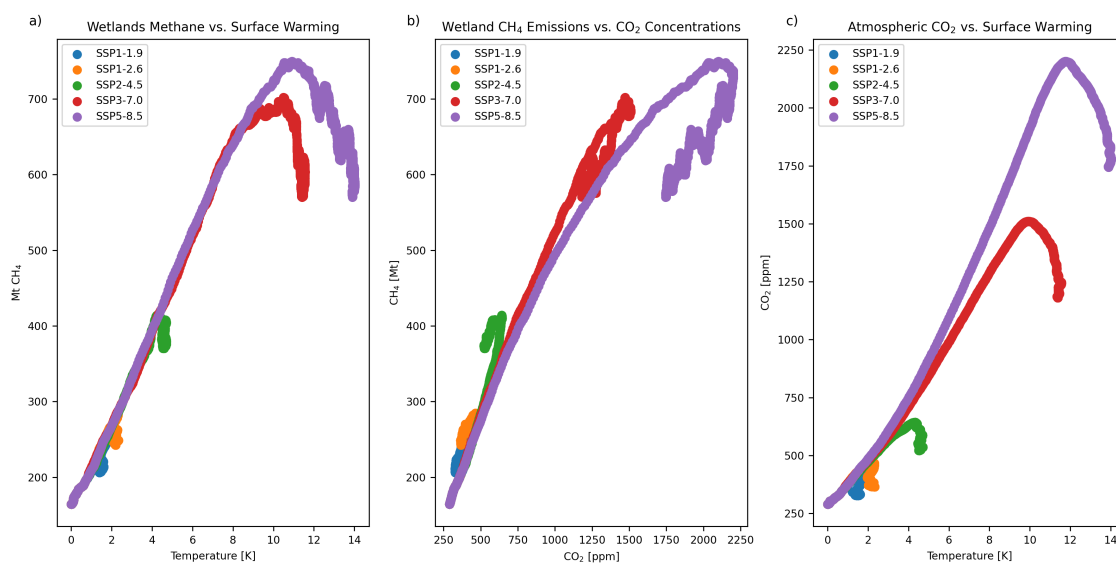 a)
Wetlands Methane vs. Surface Warming
SSP1-1.9
SSP1-2.6
SSP2-4.5
SSP3-7.0
SSP5-8.5
700
600
500
400
300
200
Mt CH₄
0 2 4 6 8 10 12 14
Temperature [K]
b)
Wetland CH₄ Emissions vs. CO₂ Concentrations
SSP1-1.9
SSP1-2.6
SSP2-4.5
SSP3-7.0
SSP5-8.5
700
600
500
400
300
200
CH₄ [Mt]
250 500 750 1000 1250 1500 1750 2000 2250
CO₂ [ppm]
c)
Atmospheric CO₂ vs. Surface Warming
SSP1-1.9
SSP1-2.6
SSP2-4.5
SSP3-7.0
SSP5-8.5
2250
2000
1750
1500
1250
1000
750
500
250
CO₂ [ppm]
0 2 4 6 8 10 12 14
Temperature [K]